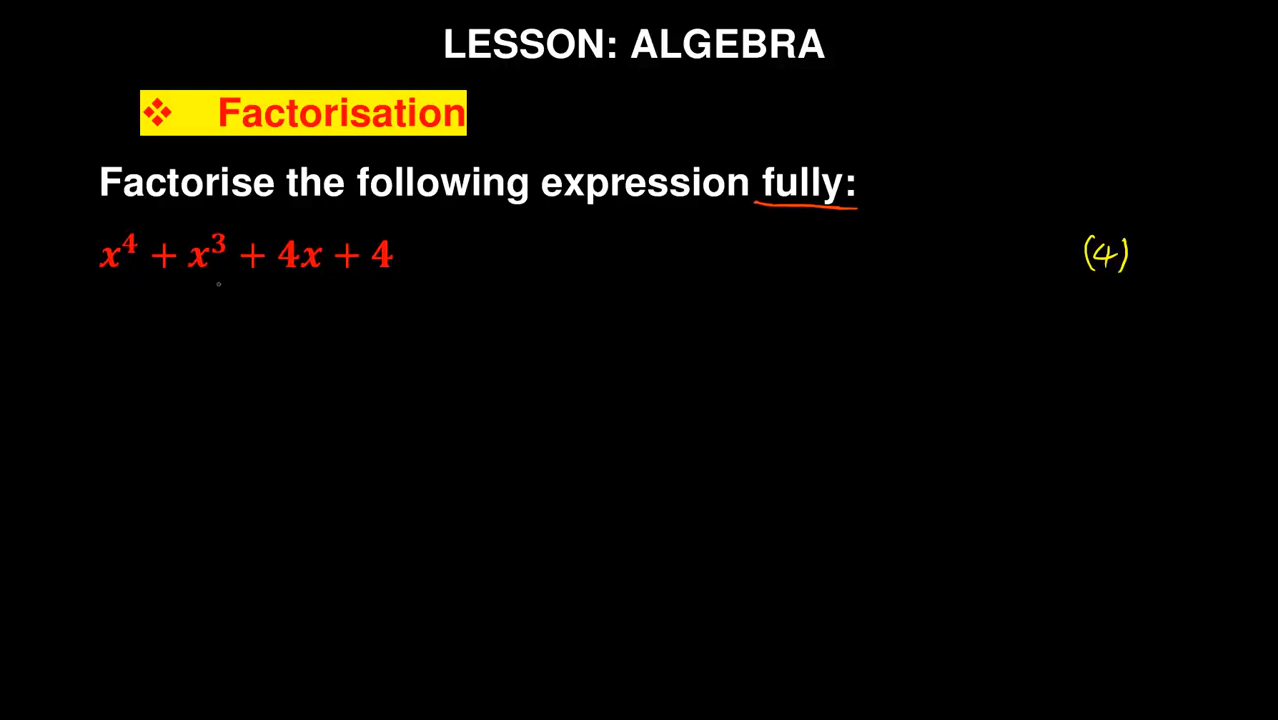 LESSON: ALGEBRA
❖ Factorisation
Factorise the following expression fully:
x⁴ + x³ + 4x + 4 (4)